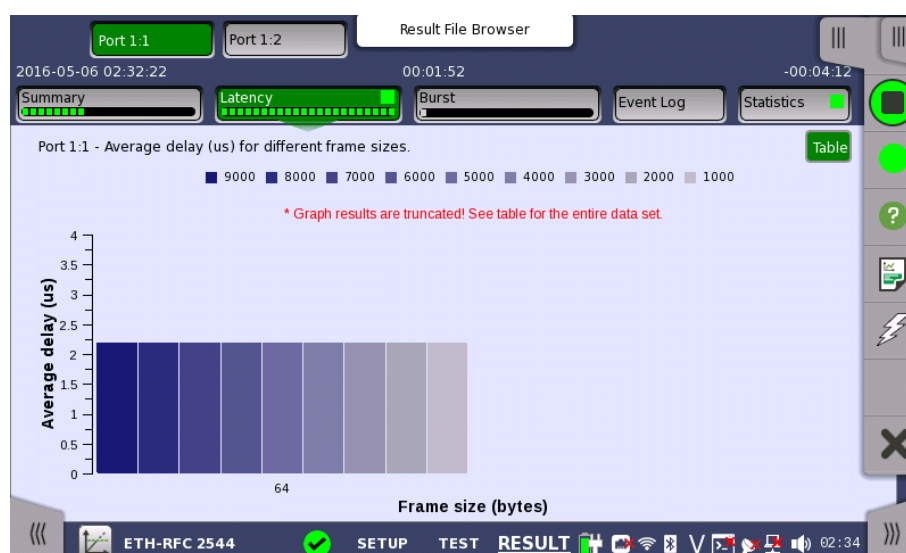 Port 1:1
Port 1:2
Result File Browser
2016-05-06 02:32:22
00:01:52
-00:04:12
Summary
Latency
Burst
Event Log
Statistics
Port 1:1 - Average delay (us) for different frame sizes.
Table
9000 8000 7000 6000 5000 4000 3000 2000 1000
* Graph results are truncated! See table for the entire data set.
Average delay (us)
4
3.5
3
2.5
2
1.5
1
0.5
0
64
Frame size (bytes)
ETH-RFC 2544
SETUP
TEST
RESULT
V
02:34